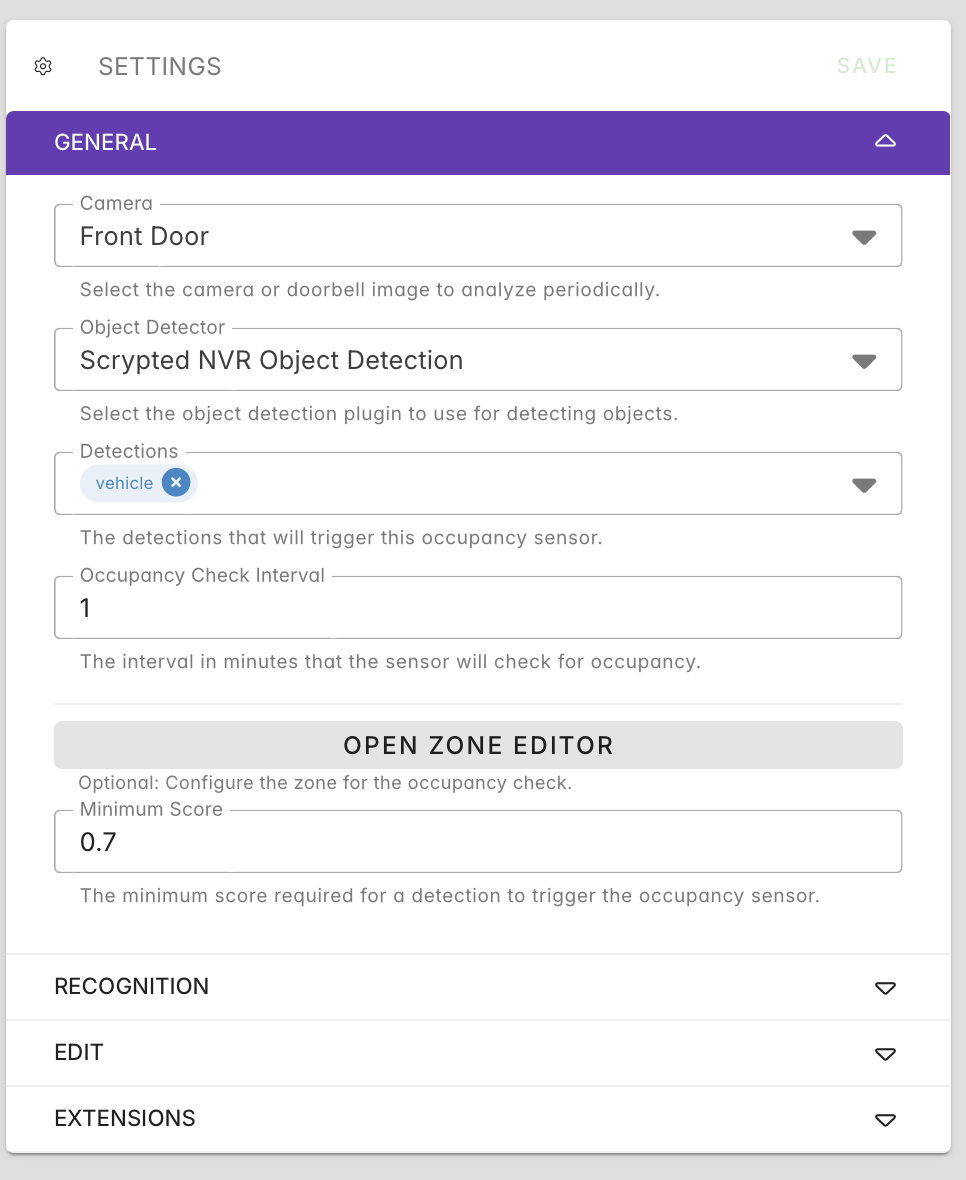 SETTINGS
SAVE
GENERAL
Camera
Front Door
Select the camera or doorbell image to analyze periodically.
Object Detector
Scrypted NVR Object Detection
Select the object detection plugin to use for detecting objects.
Detections
vehicle
The detections that will trigger this occupancy sensor.
Occupancy Check Interval
1
The interval in minutes that the sensor will check for occupancy.
OPEN ZONE EDITOR
Optional: Configure the zone for the occupancy check.
Minimum Score
0.7
The minimum score required for a detection to trigger the occupancy sensor.
RECOGNITION
EDIT
EXTENSIONS